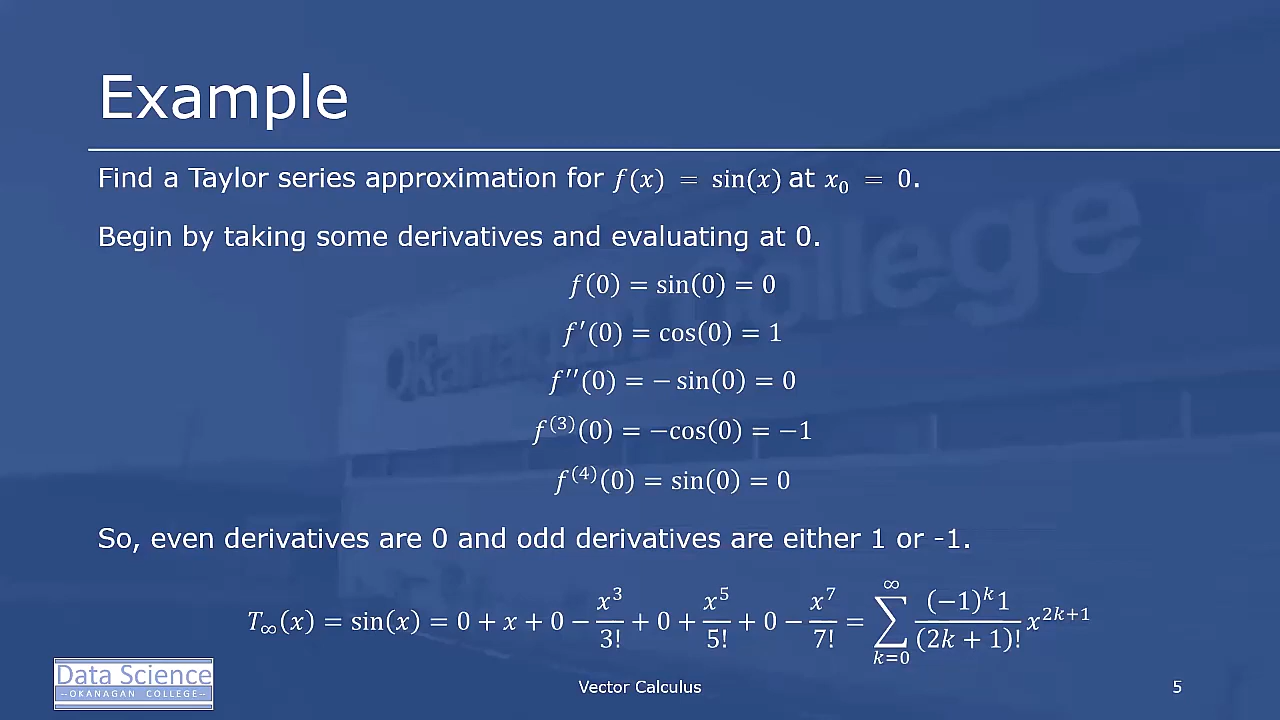 Example
Find a Taylor series approximation for f(x) = sin(x) at x₀ = 0.
Begin by taking some derivatives and evaluating at 0.
f(0) = sin(0) = 0
f′(0) = cos(0) = 1
f′′(0) = − sin(0) = 0
f⁽³⁾(0) = −cos(0) = −1
f⁽⁴⁾(0) = sin(0) = 0
So, even derivatives are 0 and odd derivatives are either 1 or -1.
T∞(x) = sin(x) = 0 + x + 0 − x³/3! + 0 + x⁵/5! + 0 − x⁷/7! = ∑_{k=0}^{∞} (−1)ᵏ1/(2k + 1)! x²ᵏ⁺¹
Okanagan College
Data Science
–OKANAGAN COLLEGE–
Vector Calculus
5